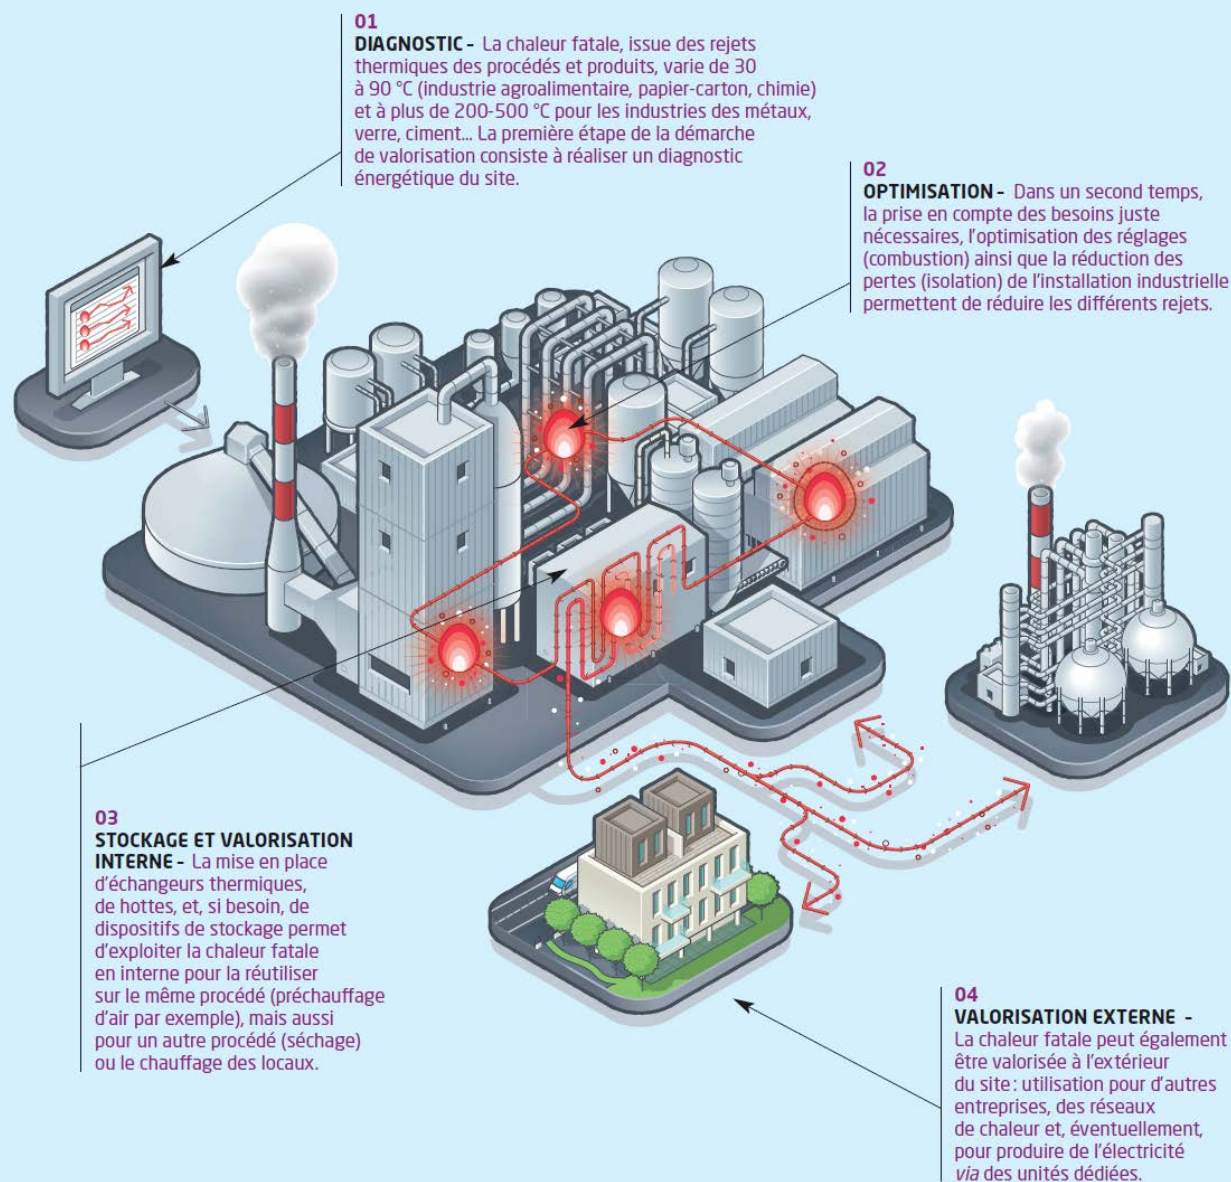 01
DIAGNOSTIC – La chaleur fatale, issue des rejets
thermiques des procédés et produits, varie de 30
à 90 °C (industrie agroalimentaire, papier-carton, chimie)
et à plus de 200-500 °C pour les industries des métaux,
verre, ciment... La première étape de la démarche
de valorisation consiste à réaliser un diagnostic
énergétique du site.
02
OPTIMISATION – Dans un second temps,
la prise en compte des besoins juste
nécessaires, l'optimisation des réglages
(combustion) ainsi que la réduction des
pertes (isolation) de l'installation industrielle
permettent de réduire les différents rejets.
03
STOCKAGE ET VALORISATION
INTERNE – La mise en place
d'échangeurs thermiques,
de hottes, et, si besoin, de
dispositifs de stockage permet
d'exploiter la chaleur fatale
en interne pour la réutiliser
sur le même procédé (préchauffage
d'air par exemple), mais aussi
pour un autre procédé (séchage)
ou le chauffage des locaux.
04
VALORISATION EXTERNE –
La chaleur fatale peut également
être valorisée à l'extérieur
du site : utilisation pour d'autres
entreprises, des réseaux
de chaleur et, éventuellement,
pour produire de l'électricité
via des unités dédiées.